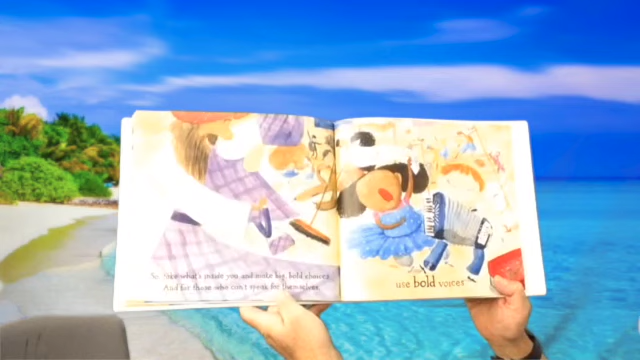 So, take what's inside you and make big, bold choices.
And for those who can't speak for themselves,
use bold voices